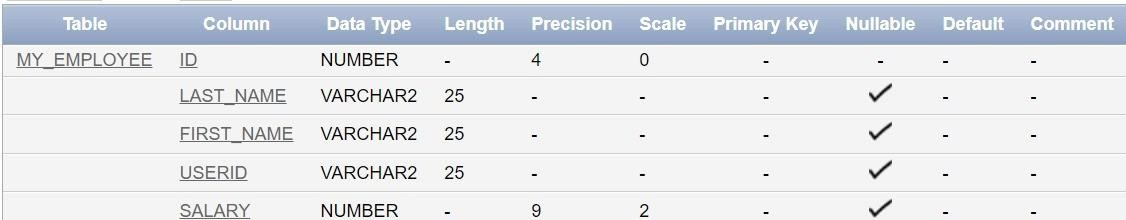 Table Column Data Type Length Precision Scale Primary Key Nullable Default Comment
MY_EMPLOYEE ID NUMBER - 4 0 - - - -
LAST_NAME VARCHAR2 25 - - - ✓ - -
FIRST_NAME VARCHAR2 25 - - - ✓ - -
USERID VARCHAR2 25 - - - ✓ - -
SALARY NUMBER - 9 2 - ✓ - -